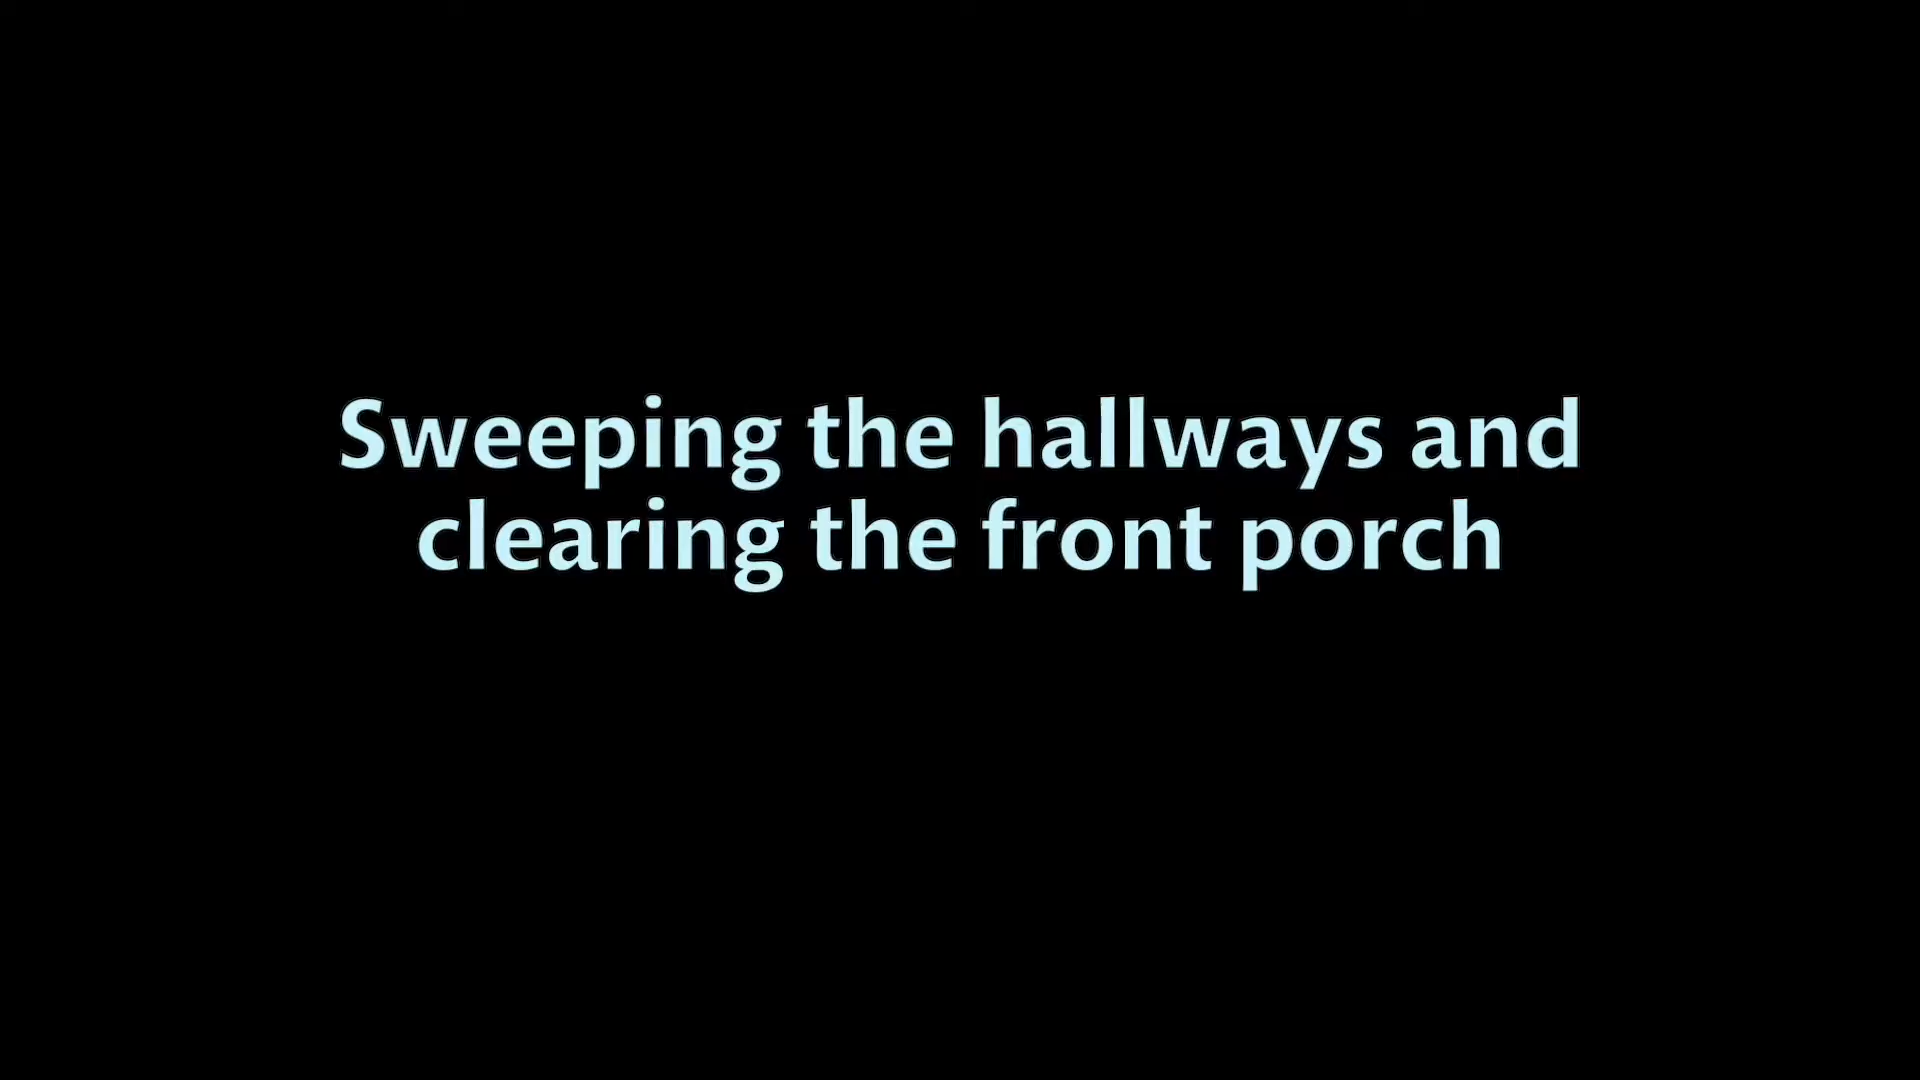 Sweeping the hallways and
clearing the front porch